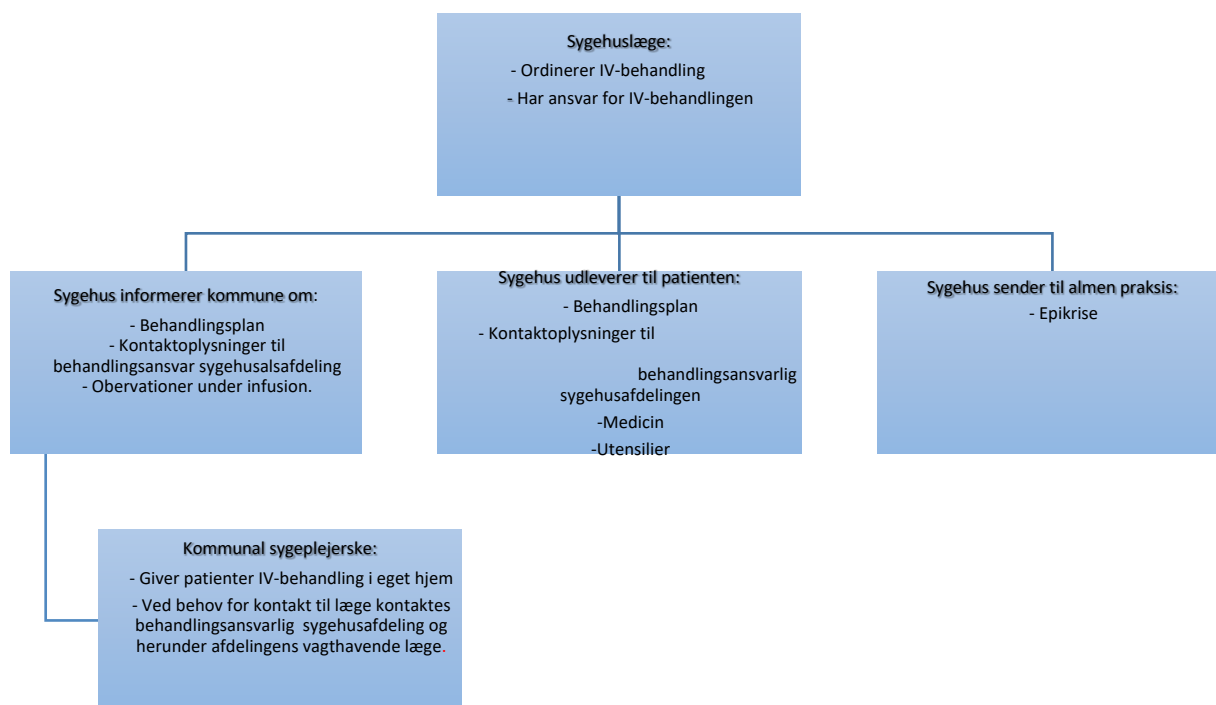 Sygehuslæge:
- Ordinerer IV-behandling
- Har ansvar for IV-behandlingen
Sygehus informerer kommune om:
- Behandlingsplan
- Kontaktoplysninger til
behandlingsansvar sygehusalsafdeling
- Obervationer under infusion.
Sygehus udleverer til patienten:
- Behandlingsplan
- Kontaktoplysninger til
behandlingsansvarlig
sygehusafdelingen
-Medicin
-Utensilier
Sygehus sender til almen praksis:
- Epikrise
Kommunal sygeplejerske:
- Giver patienter IV-behandling i eget hjem
- Ved behov for kontakt til læge kontaktes
behandlingsansvarlig sygehusafdeling og
herunder afdelingens vagthavende læge.